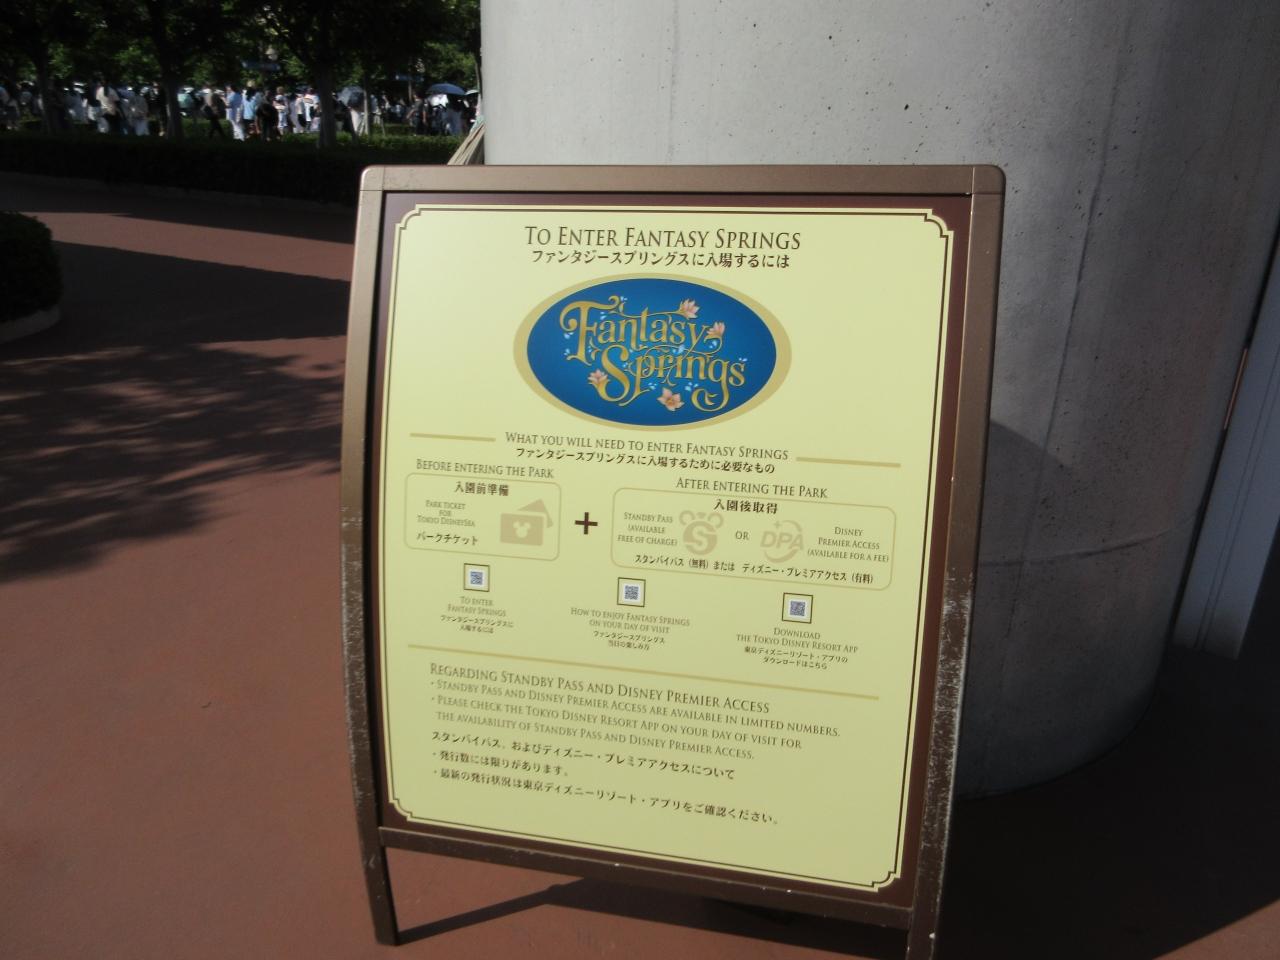 TO ENTER FANTASY SPRINGS
ファンタジースプリングスに入場するには
Fantasy
Springs
WHAT YOU WILL NEED TO ENTER FANTASY SPRINGS
ファンタジースプリングスに入場するために必要なもの
BEFORE ENTERING THE PARK
入園前準備
PARK TICKET
FOR
TOKYO DISNEYSEA
パークチケット
+
AFTER ENTERING THE PARK
入園後取得
STANDBY PASS
(AVAILABLE
FREE OF CHARGE)
S
OR
DPA
DISNEY
PREMIER ACCESS
(AVAILABLE FOR A FEE)
スタンバイパス（無料）または ディズニー・プレミアアクセス（有料）
TO ENTER
FANTASY SPRINGS
ファンタジースプリングスに
入場するには
HOW TO ENJOY FANTASY SPRINGS
ON YOUR DAY OF VISIT
ファンタジースプリングス
当日の楽しみ方
DOWNLOAD
THE TOKYO DISNEY RESORT APP
東京ディズニーリゾート・アプリの
ダウンロードはこちら
REGARDING STANDBY PASS AND DISNEY PREMIER ACCESS
・STANDBY PASS AND DISNEY PREMIER ACCESS ARE AVAILABLE IN LIMITED NUMBERS.
・PLEASE CHECK THE TOKYO DISNEY RESORT APP ON YOUR DAY OF VISIT FOR
THE AVAILABILITY OF STANDBY PASS AND DISNEY PREMIER ACCESS.
スタンバイパス、およびディズニー・プレミアアクセスについて
・発行数には限りがあります。
・最新の発行状況は東京ディズニーリゾート・アプリをご確認ください。